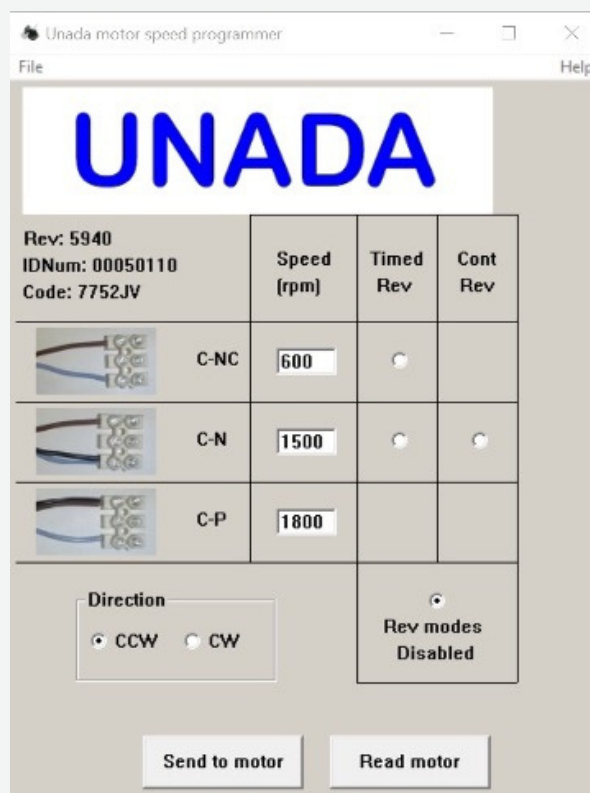 Unada motor speed programmer
File Help
UNADA
Rev: 5940
IDNum: 00050110
Code: 7752JV
Speed
(rpm)
Timed
Rev
Cont
Rev
C-NC 600
C-N 1500
C-P 1800
Direction
CCW CW
Rev modes
Disabled
Send to motor Read motor